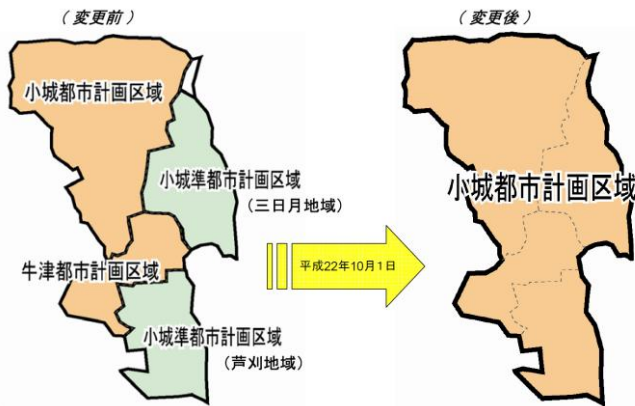 （変更前）
（変更後）
小城都市計画区域
小城準都市計画区域
（三日月地域）
牛津都市計画区域
小城準都市計画区域
（芦刈地域）
平成22年10月1日
小城都市計画区域